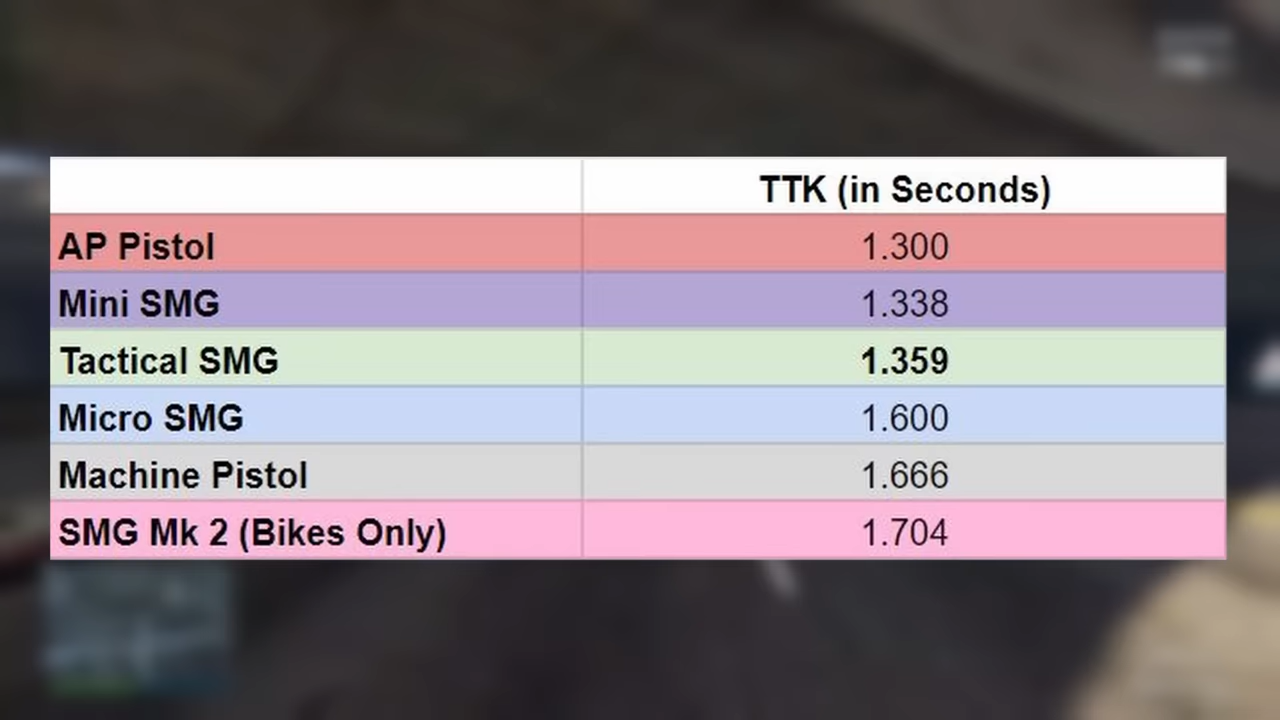 TTK (in Seconds)
AP Pistol 1.300
Mini SMG 1.338
Tactical SMG 1.359
Micro SMG 1.600
Machine Pistol 1.666
SMG Mk 2 (Bikes Only) 1.704